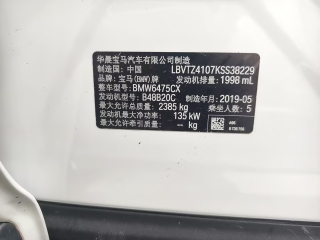 华晨宝马汽车有限公司制造
制造国：中国 LBVTZ4107KSS38229
品牌：宝马(BMW)牌 发动机排量：1998 mL
整车型号：BMW6475CX
发动机型号：B48B20C 制造年月：2019-05
最大允许总质量：2385 kg 乘坐人数：5
发动机最大净功率：135 kW
最大允许牵引质量：-- kg